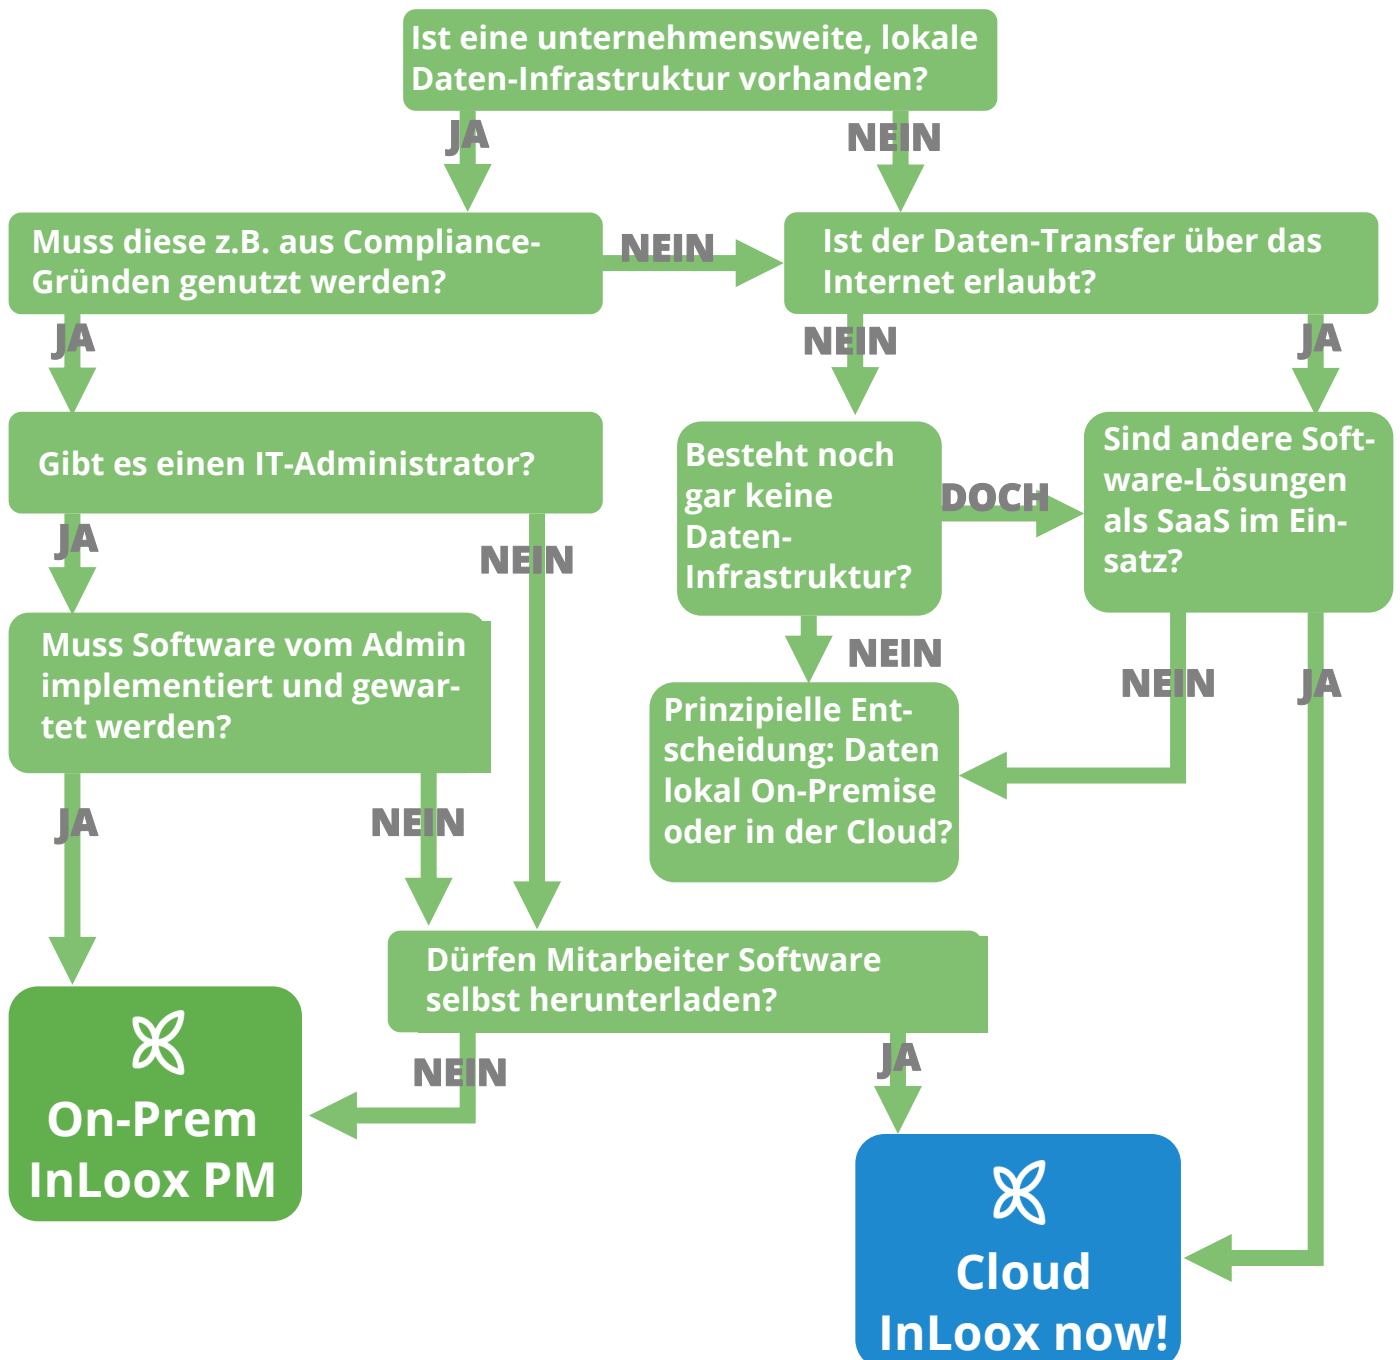 Ist eine unternehmensweite, lokale
Daten-Infrastruktur vorhanden?
JA
NEIN
Muss diese z.B. aus Compliance-
Gründen genutzt werden?
NEIN
Ist der Daten-Transfer über das
Internet erlaubt?
JA
NEIN
JA
Gibt es einen IT-Administrator?
Besteht noch
gar keine
Daten-
Infrastruktur?
DOCH
Sind andere Soft-
ware-Lösungen
als SaaS im Ein-
satz?
JA
NEIN
Muss Software vom Admin
implementiert und gewar-
tet werden?
NEIN
NEIN
JA
Prinzipielle Ent-
scheidung: Daten
lokal On-Premise
oder in der Cloud?
JA
NEIN
Dürfen Mitarbeiter Software
selbst herunterladen?
NEIN
JA
On-Prem
InLoox PM
Cloud
InLoox now!